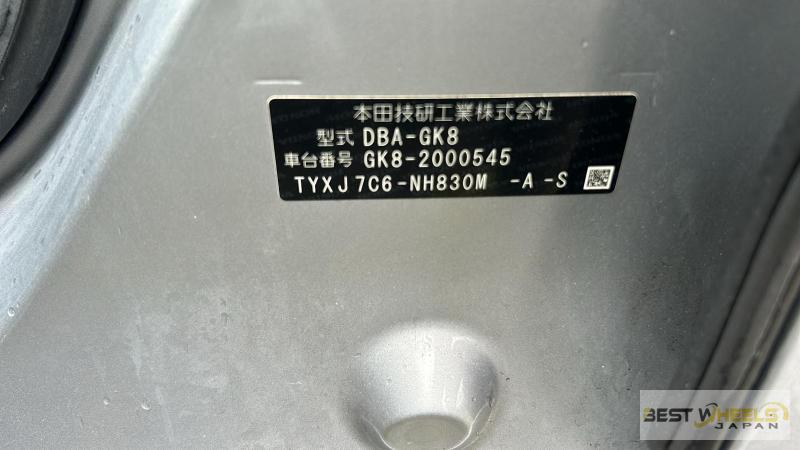 本田技研工業株式会社
型式 DBA-GK8
車台番号 GK8-2000545
TYXJ7C6-NH830M -A -S
BEST WHEELS
JAPAN